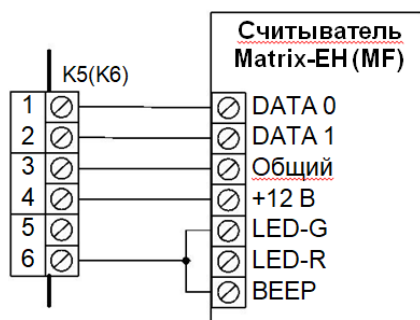 Считыватель
Matrix-EH (MF)
K5(K6)
1 DATA 0
2 DATA 1
3 Общий
4 +12 В
5 LED-G
6 LED-R
BEEP